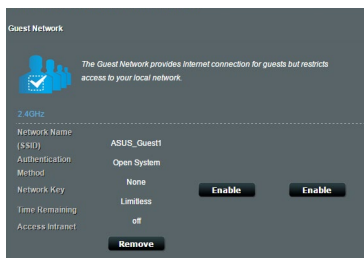 Guest Network
The Guest Network provides Internet connection for guests but restricts
access to your local network.
2.4GHz
Network Name
(SSID)
ASUS_Guest1
Authentication
Method
Open System
Network Key
None
Enable
Enable
Time Remaining
Limitless
Access Intranet
off
Remove